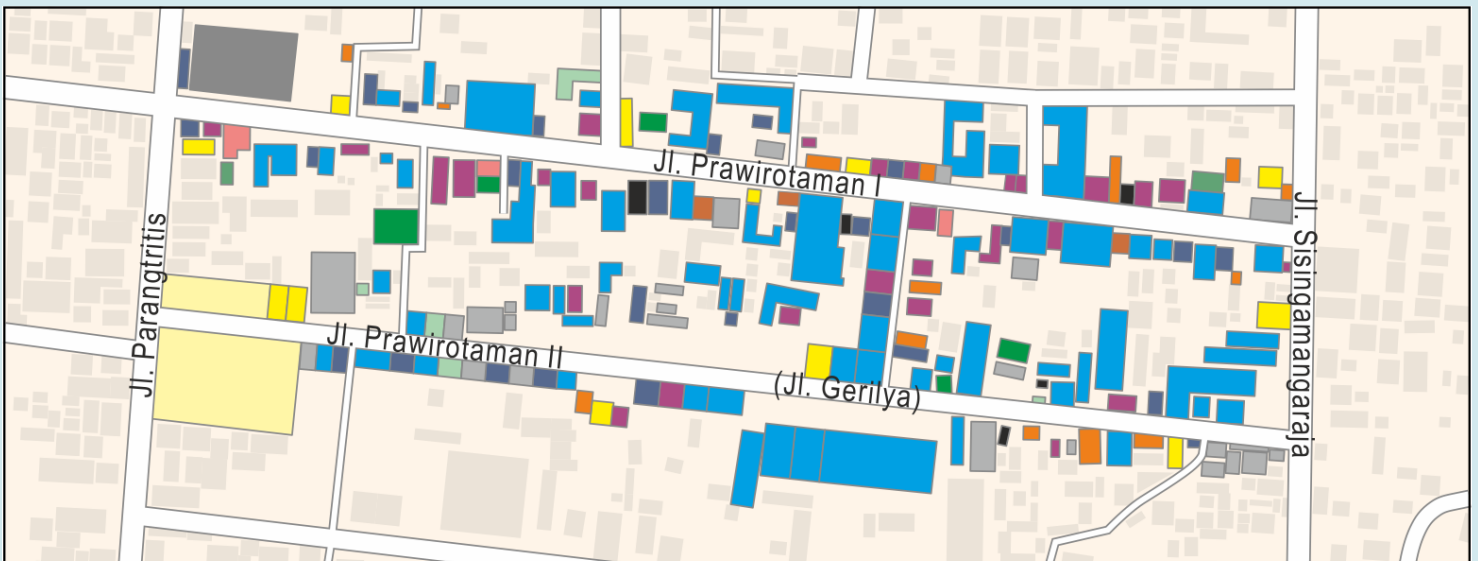 Jl. Prawirotaman I
Jl. Parangtritis
Jl. Sisingamangaraja
Jl. Prawirotaman II
(Jl. Gerilya)